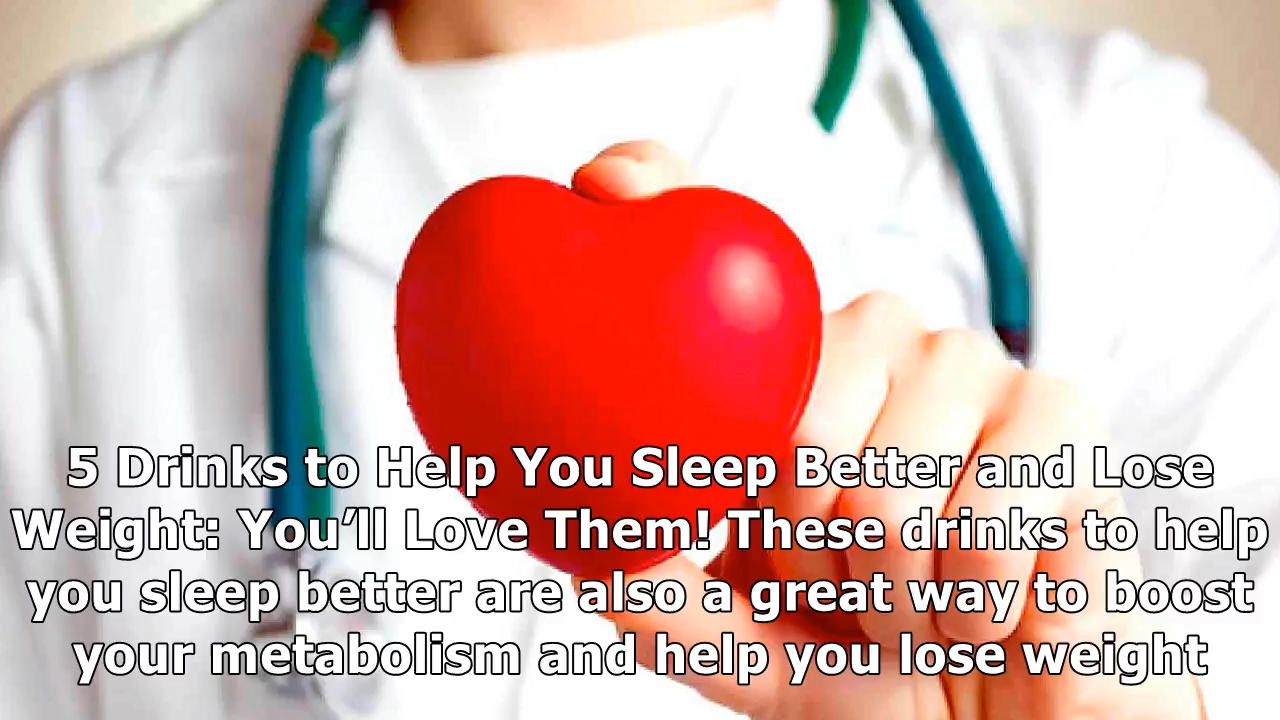 5 Drinks to Help You Sleep Better and Lose
Weight: You’ll Love Them! These drinks to help
you sleep better are also a great way to boost
your metabolism and help you lose weight